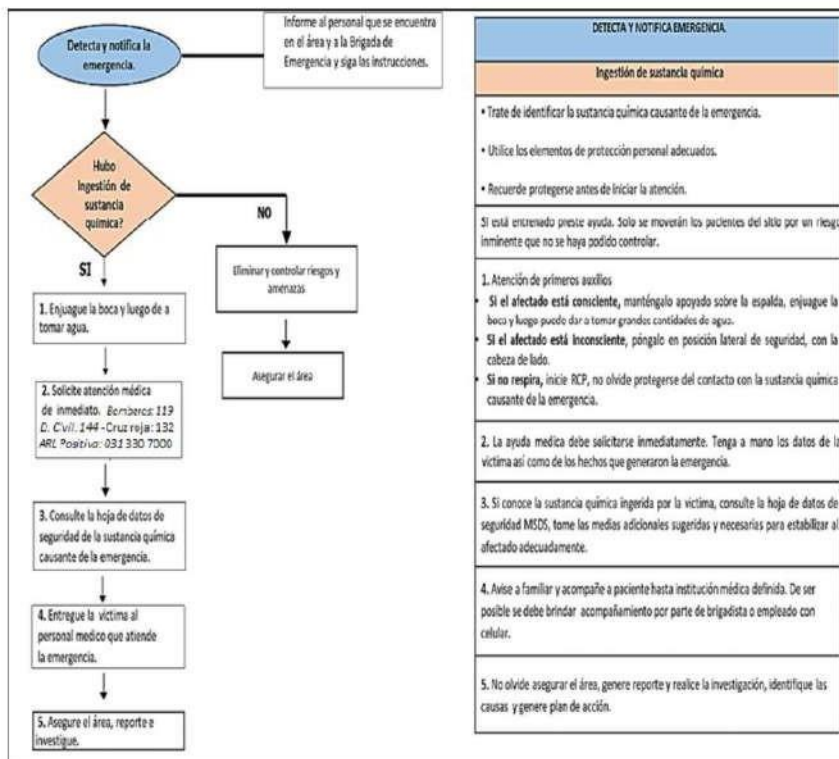 Detecta y notifica la
emergencia.
Informe al personal que se encuentra
en el área y a la Brigada de
Emergencia y siga las instrucciones.
Hubo
Ingestión de
sustancia
química?
NO
SI
Eliminar y controlar riesgos y
amenazas
Asegurar el área
1. Enjuague la boca y luego de a
tomar agua.
2. Solicite atención médica
de inmediato. Bomberos: 119
D. Civil. 144 - Cruz roja: 132
ARL Positiva: 031 330 7000
3. Consulte la hoja de datos de
seguridad de la sustancia química
causante de la emergencia.
4. Entregue la victima al
personal medico que atiende
la emergencia.
5. Asegure el área, reporte e
investigue.
DETECTA Y NOTIFICA EMERGENCIA.
Ingestión de sustancia química
• Trate de identificar la sustancia química causante de la emergencia.
• Utilice los elementos de protección personal adecuados.
• Recuerde protegerse antes de iniciar la atención.
Si está entrenado preste ayuda. Solo se moverán los pacientes del sitio por un riesgo
inminente que no se haya podido controlar.
1. Atención de primeros auxilios
• Si el afectado está consciente, manténgalo apoyado sobre la espalda, enjuague la
boca y luego puede dar a tomar grandes cantidades de agua.
• Si el afectado está inconsciente, póngalo en posición lateral de seguridad, con la
cabeza de lado.
• Si no respira, inicie RCP, no olvide protegerse del contacto con la sustancia química
causante de la emergencia.
2. La ayuda medica debe solicitarse inmediatamente. Tenga a mano los datos de la
victima así como de los hechos que generaron la emergencia.
3. Si conoce la sustancia química ingerida por la victima, consulte la hoja de datos de
seguridad MSDS, tome las medias adicionales sugeridas y necesarias para estabilizar al
afectado adecuadamente.
4. Avise a familiar y acompañe a paciente hasta institución médica definida. De ser
posible se debe brindar acompañamiento por parte de brigadista o empleado con
celular.
5. No olvide asegurar el área, genere reporte y realice la investigación, identifique las
causas y genere plan de acción.